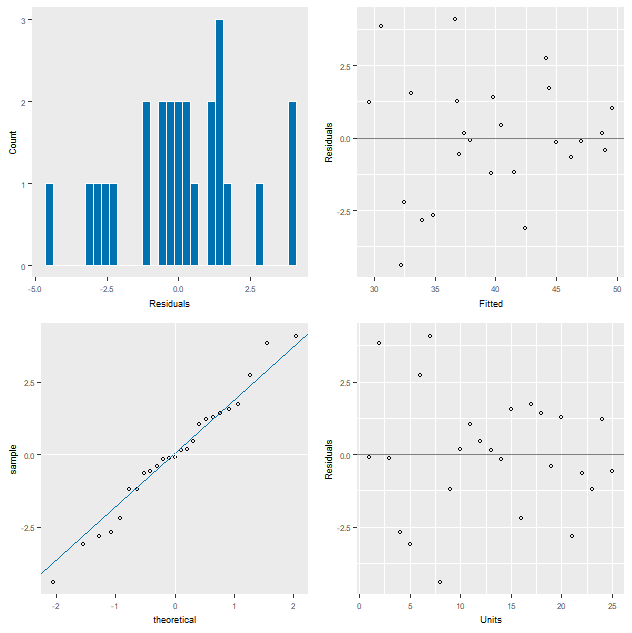 3
2
1
0
Count
-5.0 -2.5 0.0 2.5
Residuals
2.5
0.0
-2.5
Residuals
30 35 40 45 50
Fitted
2.5
0.0
-2.5
sample
-2 -1 0 1 2
theoretical
2.5
0.0
-2.5
Residuals
0 5 10 15 20 25
Units